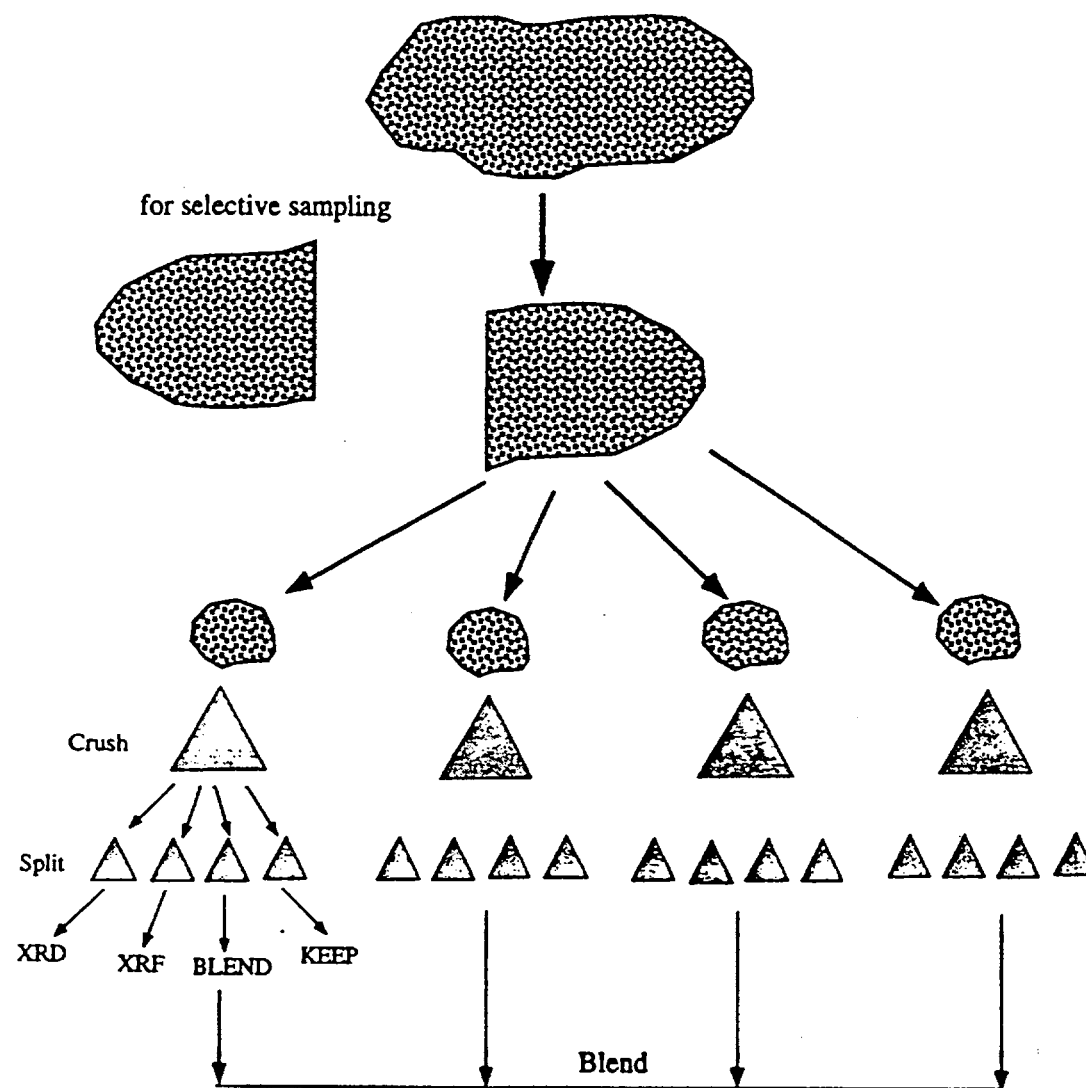 for selective sampling
Crush
Split
XRD
XRF
BLEND
KEEP
Blend